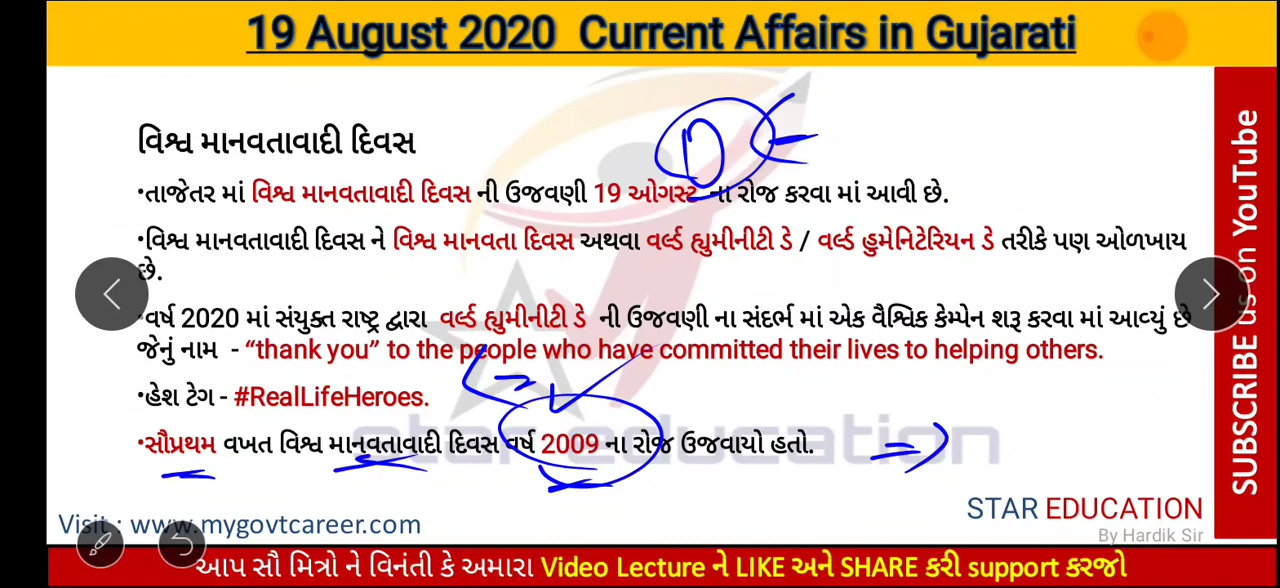 19 August 2020 Current Affairs in Gujarati
વિશ્વ માનવતાવાદી દિવસ
•તાજેતર માં વિશ્વ માનવતાવાદી દિવસ ની ઉજવણી 19 ઓગસ્ટ ના રોજ કરવા માં આવી છે.
•વિશ્વ માનવતાવાદી દિવસ ને વિશ્વ માનવતા દિવસ અથવા વર્લ્ડ હ્યુમીનીટી ડે / વર્લ્ડ હુમેનિટેરિયન ડે તરીકે પણ ઓળખાય
છે.
•વર્ષ 2020 માં સંયુક્ત રાષ્ટ્ર દ્વારા વર્લ્ડ હ્યુમીનીટી ડે ની ઉજવણી ના સંદર્ભ માં એક વૈશ્વિક કેમ્પેન શરૂ કરવા માં આવ્યું છે
જેનું નામ - “thank you” to the people who have committed their lives to helping others.
•હેશ ટેગ - #RealLifeHeroes.
•સૌપ્રથમ વખત વિશ્વ માનવતાવાદી દિવસ વર્ષ 2009 ના રોજ ઉજવાયો હતો.
star education
STAR EDUCATION
By Hardik Sir
Visit : www.mygovtcareer.com
આપ સૌ મિત્રો ને વિનંતી કે અમારા Video Lecture ને LIKE અને SHARE કરી support કરજો
SUBSCRIBE us on YouTube
D